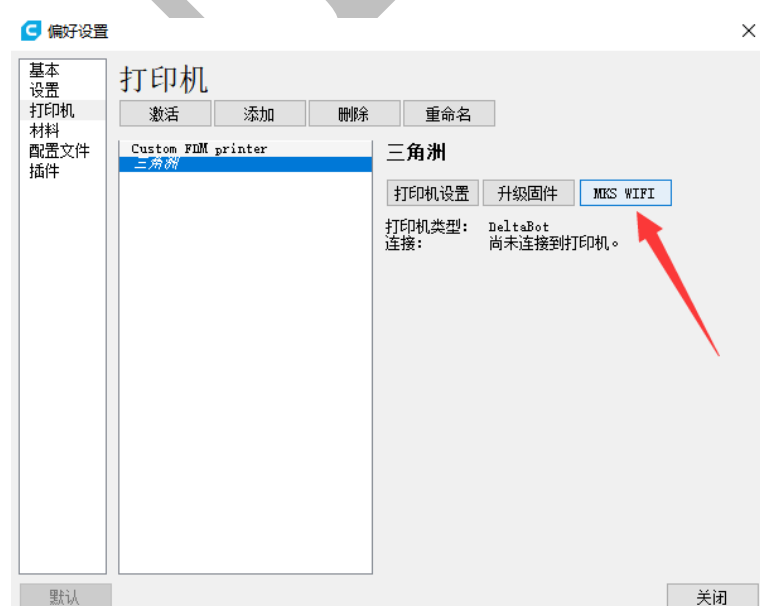 偏好设置
基本
设置
打印机
材料
配置文件
插件
打印机
激活 添加 删除 重命名
Custom FDM printer
三角洲
三角洲
打印机设置 升级固件 MKS WIFI
打印机类型: DeltaBot
连接: 尚未连接到打印机。
默认
关闭